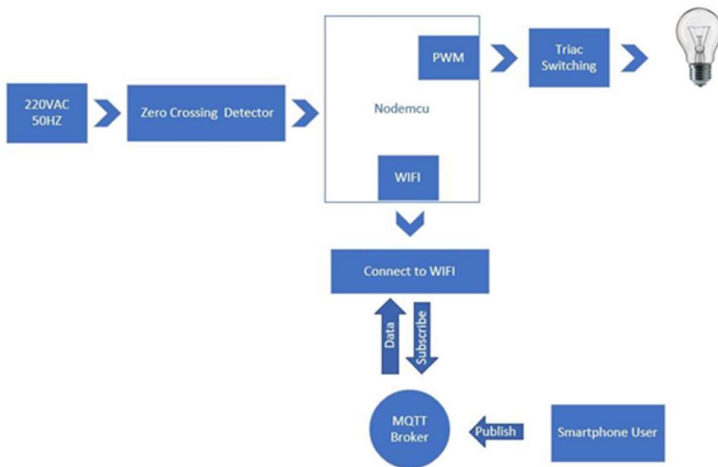 PWM
Triac
Switching
220VAC
50HZ
Zero Crossing Detector
Nodemcu
WIFI
Connect to WIFI
Data
Subscribe
MQTT
Broker
Publish
Smartphone User